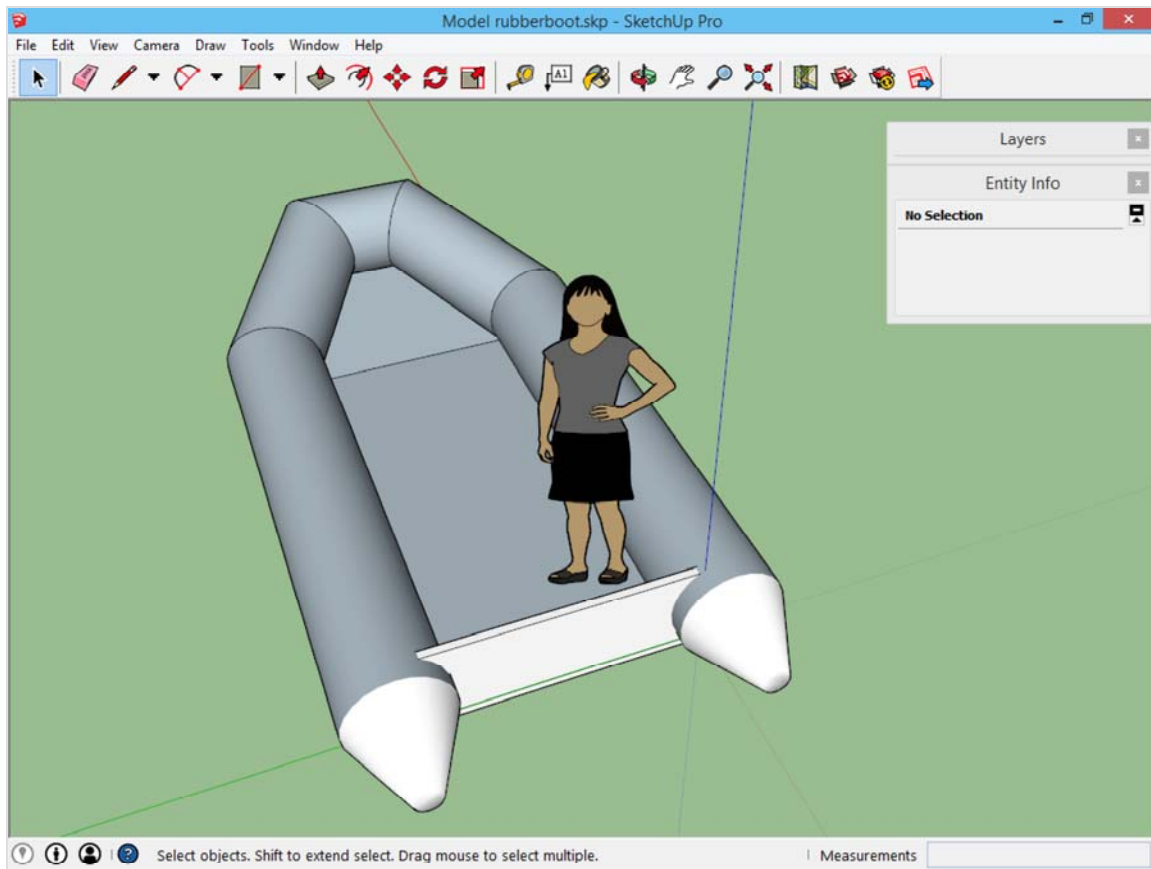 Model rubberboot.skp - SketchUp Pro
File Edit View Camera Draw Tools Window Help
A1
Layers
Entity Info
No Selection
Select objects. Shift to extend select. Drag mouse to select multiple.
Measurements